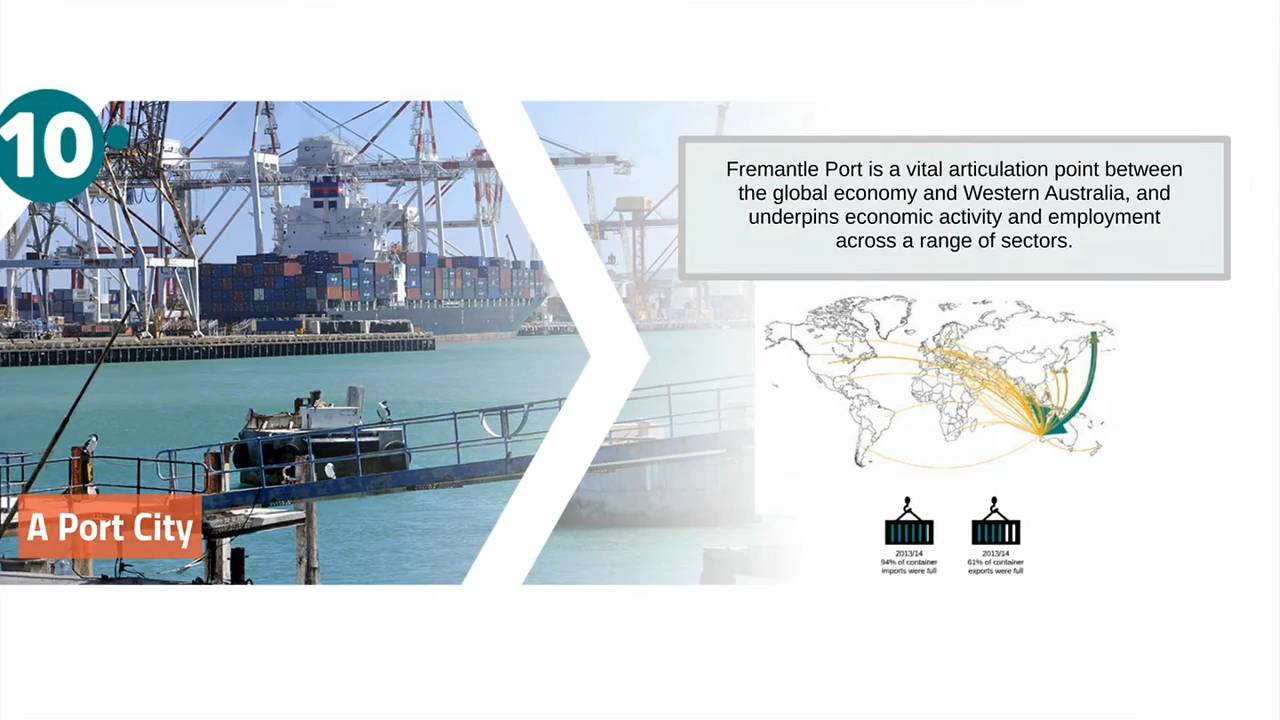 10
A Port City
Fremantle Port is a vital articulation point between
the global economy and Western Australia, and
underpins economic activity and employment
across a range of sectors.
2013/14
94% of container
imports were full
2013/14
61% of container
exports were full